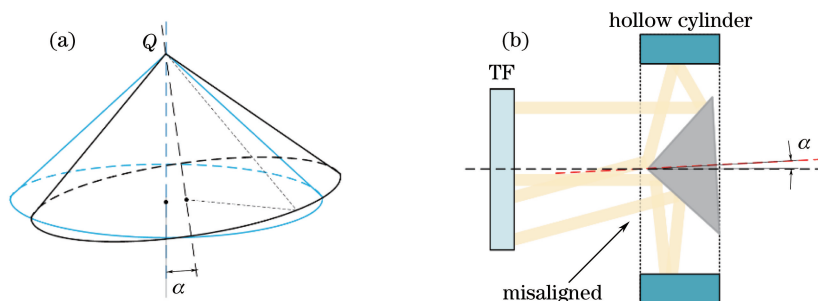 (a)
Q
α
hollow cylinder
(b)
TF
α
misaligned